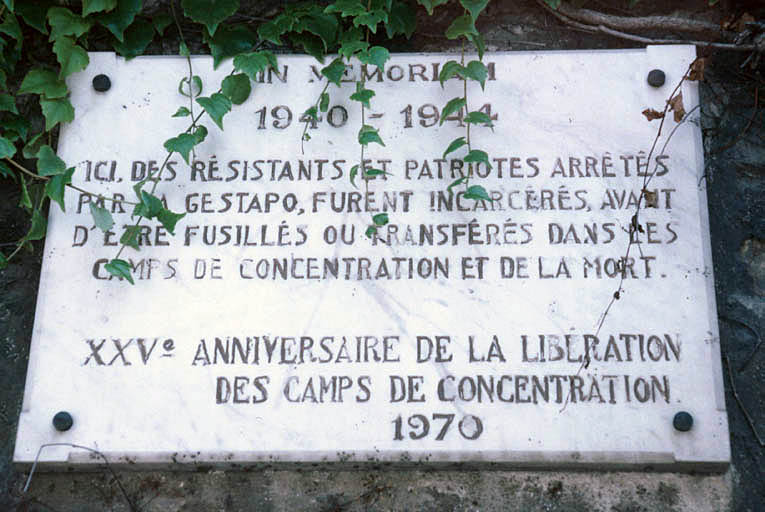 IN MEMORIAM
1940 - 1944
ICI. DES RÉSISTANTS ET PATRIOTES ARRÊTÉS
PAR LA GESTAPO, FURENT INCARCÉRÉS, AVANT
D'ÊTRE FUSILLÉS OU TRANSFÉRÉS DANS LES
CAMPS DE CONCENTRATION ET DE LA MORT.
XXVe ANNIVERSAIRE DE LA LIBÉRATION
DES CAMPS DE CONCENTRATION.
1970